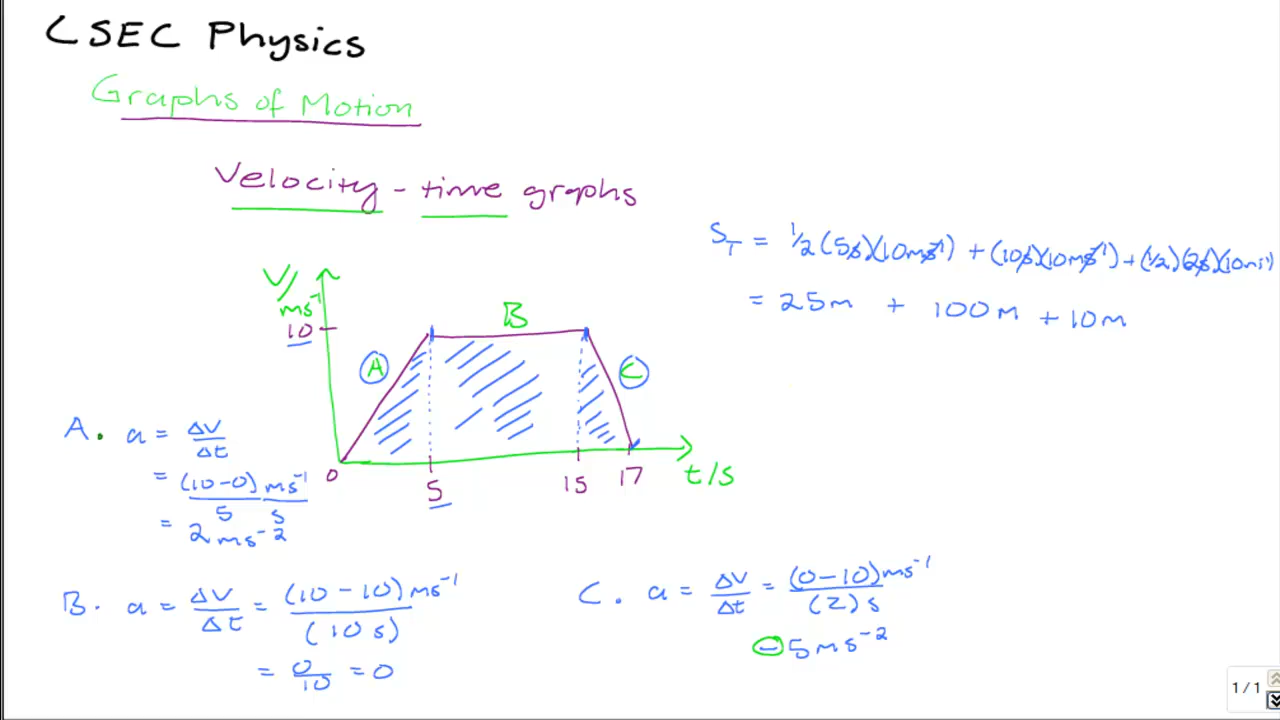 CSEC Physics
Graphs of Motion
Velocity - time graphs
S_T = 1/2 (5s)(10ms⁻¹) + (10s)(10ms⁻¹) + (1/2)(2s)(10ms⁻¹)
= 25m + 100m + 10m
V/ms⁻¹
10
A
B
C
0
5
15
17
t/s
A. a = ΔV/Δt
= (10-0) ms⁻¹ / 5 s
= 2ms⁻²
B. a = ΔV/Δt = (10-10) ms⁻¹ / (10 s)
= 0/10 = 0
C. a = ΔV/Δt = (0-10) ms⁻¹ / (2) s
- 5ms⁻²
1/1